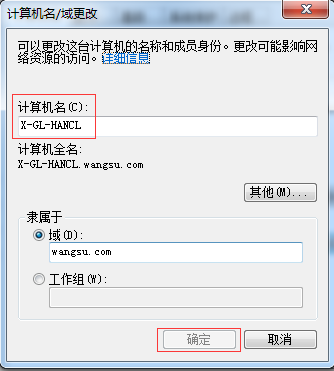 计算机名/域更改
可以更改这台计算机的名称和成员身份。更改可能影响网
络资源的访问。详细信息
计算机名(C):
X-GL-HANCL
计算机全名:
X-GL-HANCL.wangsu.com
其他(M)...
隶属于
域(D):
wangsu.com
工作组(W):
确定
取消